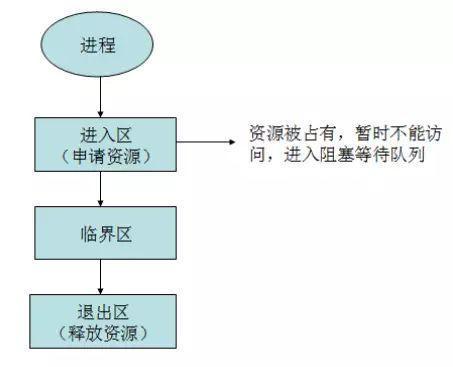 进程
进入区
（申请资源）
资源被占有，暂时不能访
问，进入阻塞等待队列
临界区
退出区
（释放资源）